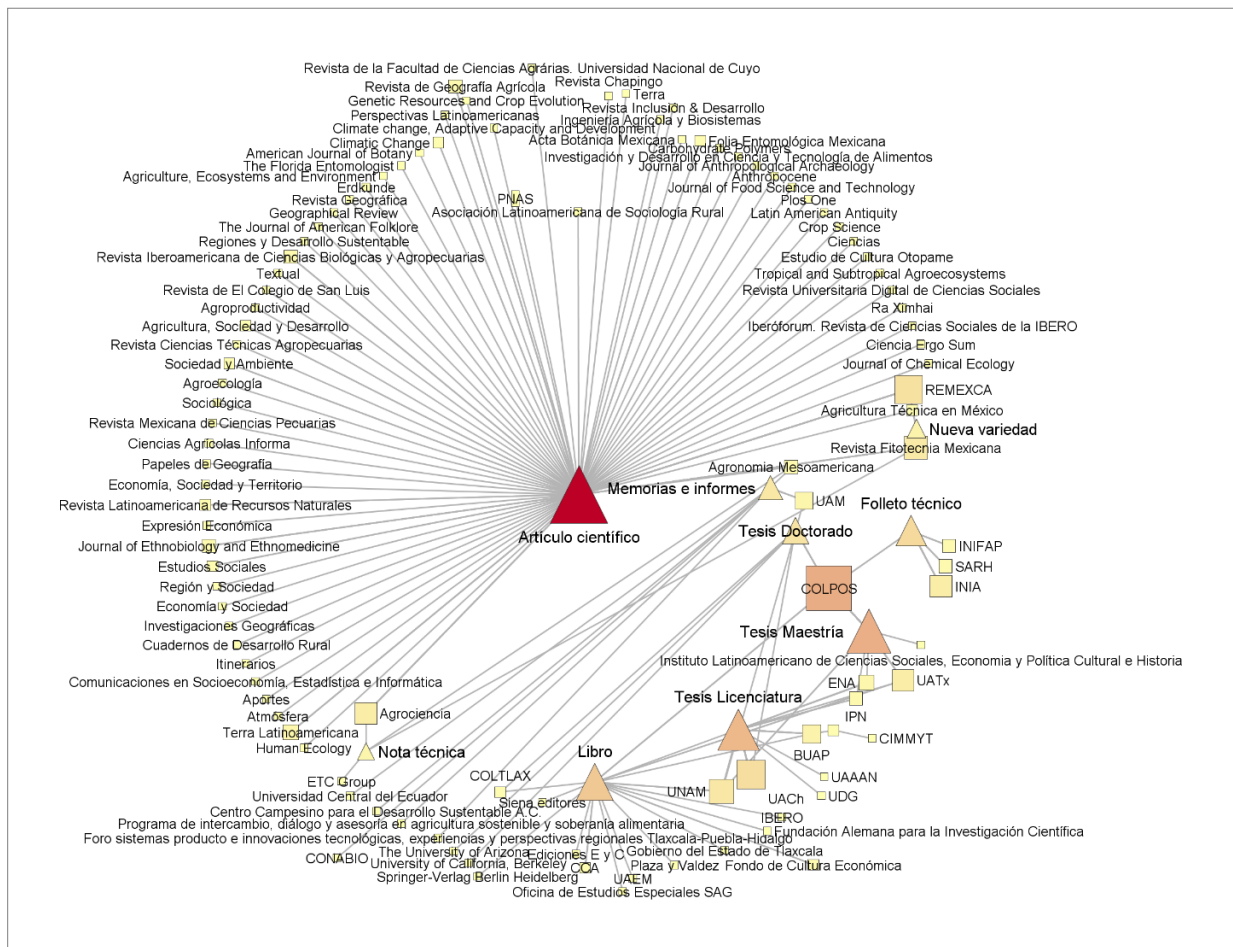 Revista de la Facultad de Ciencias Agrárias. Universidad Nacional de Cuyo
Revista Chapingo
Revista de Geografía Agrícola
Terra
Genetic Resources and Crop Evolution
Revista Inclusión & Desarrollo
Perspectivas Latinoamericanas
Ingeniería Agrícola y Biosistemas
Climate change, Adaptive Capacity and Development
Acta Botánica Mexicana
Folia Entomológica Mexicana
Climatic Change
Carbohydrate Polymers
American Journal of Botany
Investigación y Desarrollo en Ciencia y Tecnología de Alimentos
The Florida Entomologist
Journal of Anthropological Archaeology
Agriculture, Ecosystems and Environment
Anthropocene
Erdkunde
Journal of Food Science and Technology
Revista Geográfica
PNAS
Plos One
Geographical Review
Asociación Latinoamericana de Sociología Rural
Latin American Antiquity
The Journal of American Folklore
Crop Science
Regiones y Desarrollo Sustentable
Ciencias
Revista Iberoamericana de Ciencias Biológicas y Agropecuarias
Estudio de Cultura Otopame
Textual
Tropical and Subtropical Agroecosystems
Revista de El Colegio de San Luis
Revista Universitaria Digital de Ciencias Sociales
Agroproductividad
Ra Ximhai
Agricultura, Sociedad y Desarrollo
Iberóforum. Revista de Ciencias Sociales de la IBERO
Revista Ciencias Técnicas Agropecuarias
Ciencia Ergo Sum
Sociedad y Ambiente
Journal of Chemical Ecology
Agroecología
REMEXCA
Sociológica
Agricultura Técnica en México
Revista Mexicana de Ciencias Pecuarias
Nueva variedad
Ciencias Agrícolas Informa
Revista Fitotecnia Mexicana
Papeles de Geografía
Agronomía Mesoamericana
Economía, Sociedad y Territorio
Memorias e informes
Revista Latinoamericana de Recursos Naturales
UAM
Folleto técnico
Expresión Económica
Artículo científico
Tesis Doctorado
Journal of Ethnobiology and Ethnomedicine
INIFAP
Estudios Sociales
SARH
Región y Sociedad
COLPOS
INIA
Economía y Sociedad
Investigaciones Geográficas
Tesis Maestría
Cuadernos de Desarrollo Rural
Itinerarios
Instituto Latinoamericano de Ciencias Sociales, Economia y Política Cultural e Historia
Comunicaciones en Socioeconomía, Estadística e Informática
ENA
UATx
Aportes
Tesis Licenciatura
Atmósfera
Agrociencia
IPN
Terra Latinoamericana
Human Ecology
Nota técnica
Libro
BUAP
CIMMYT
ETC Group
COLTLAX
UAAAN
Universidad Central del Ecuador
Siena editores
UNAM
UACh
UDG
Centro Campesino para el Desarrollo Sustentable A.C.
IBERO
Programa de intercambio, diálogo y asesoría en agricultura sostenible y soberanía alimentaria
Fundación Alemana para la Investigación Científica
Foro sistemas producto e innovaciones tecnológicas, experiencias y perspectivas regionales Tlaxcala-Puebla-Hidalgo
CONABIO
The University of Arizona
Ediciones E y C
Gobierno del Estado de Tlaxcala
University of California, Berkeley
CCA
Plaza y Valdez
Fondo de Cultura Económica
Springer-Verlag Berlin Heidelberg
UAEM
Oficina de Estudios Especiales SAG